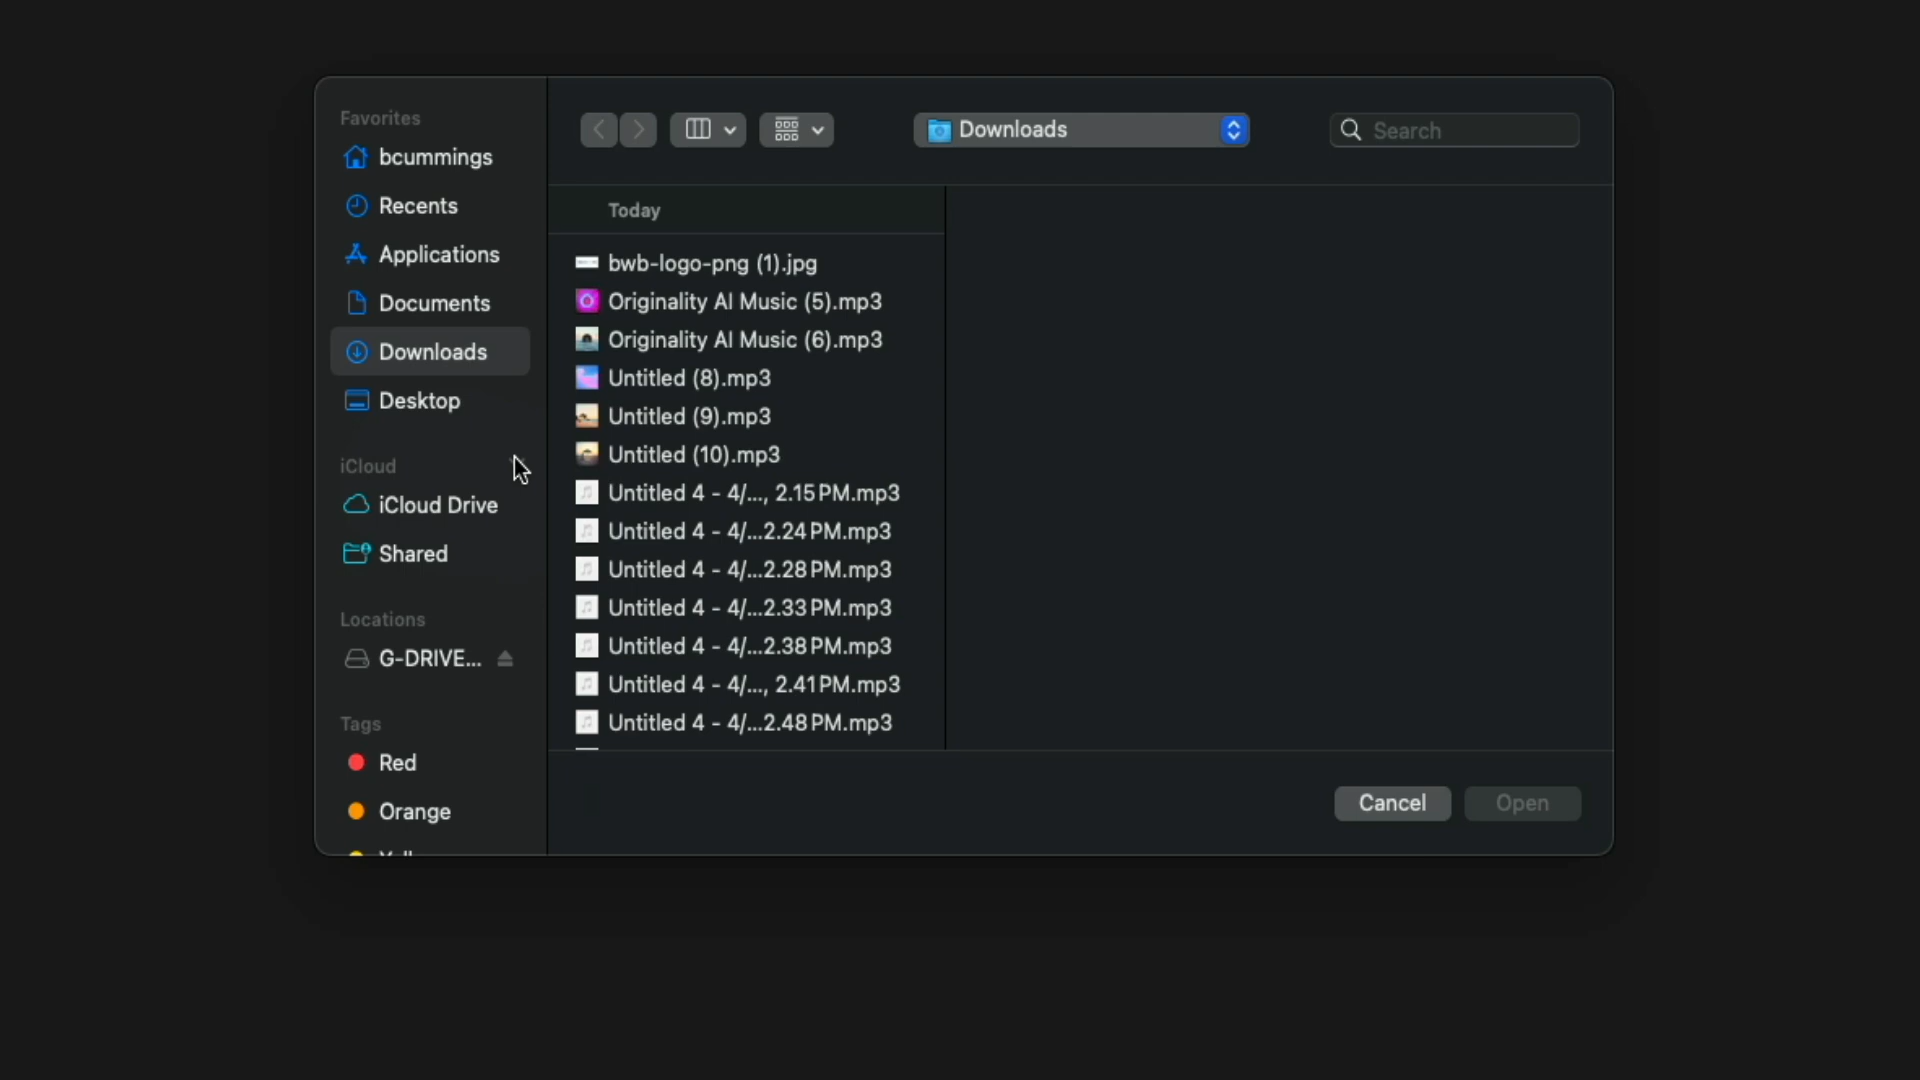 Favorites
bcummings
Recents
Applications
Documents
Downloads
Desktop
iCloud
iCloud Drive
Shared
Locations
G-DRIVE...
Tags
Red
Orange
Downloads
Search
Today
bwb-logo-png (1).jpg
Originality AI Music (5).mp3
Originality AI Music (6).mp3
Untitled (8).mp3
Untitled (9).mp3
Untitled (10).mp3
Untitled 4 - 4/..., 2.15 PM.mp3
Untitled 4 - 4/...2.24 PM.mp3
Untitled 4 - 4/...2.28 PM.mp3
Untitled 4 - 4/...2.33 PM.mp3
Untitled 4 - 4/...2.38 PM.mp3
Untitled 4 - 4/..., 2.41 PM.mp3
Untitled 4 - 4/...2.48 PM.mp3
Cancel
Open